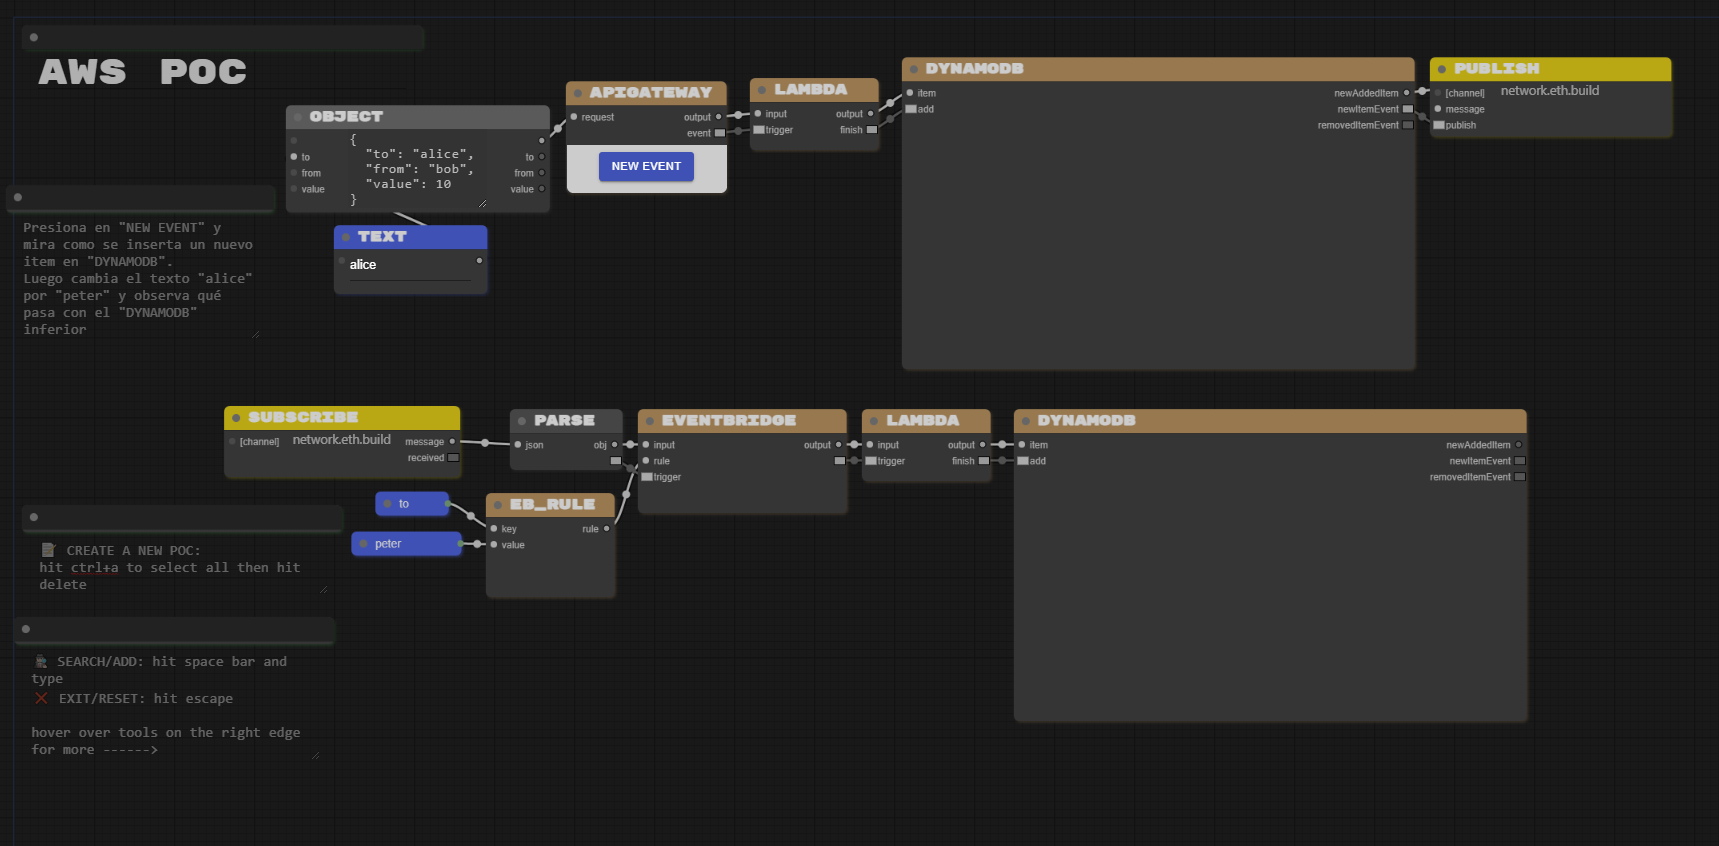 AWS POC
OBJECT
{
"to": "alice",
"from": "bob",
"value": 10
}
to
from
value
to
from
value
TEXT
alice
APIGATEWAY
request
output
event
NEW EVENT
LAMBDA
input
trigger
output
finish
DYNAMODB
item
add
newAddedItem
newItemEvent
removedItemEvent
PUBLISH
[channel]
network.eth.build
message
publish
Presiona en "NEW EVENT" y
mira como se inserta un nuevo
item en "DYNAMODB".
Luego cambia el texto "alice"
por "peter" y observa qué
pasa con el "DYNAMODB"
inferior
SUBSCRIBE
[channel]
network.eth.build
message
received
PARSE
json
obj
EVENTBRIDGE
input
rule
trigger
output
LAMBDA
input
trigger
output
finish
DYNAMODB
item
add
newAddedItem
newItemEvent
removedItemEvent
to
peter
EB_RULE
key
value
rule
📝 CREATE A NEW POC:
hit ctrl+a to select all then hit
delete
SEARCH/ADD: hit space bar and
type
❌ EXIT/RESET: hit escape
hover over tools on the right edge
for more ------>